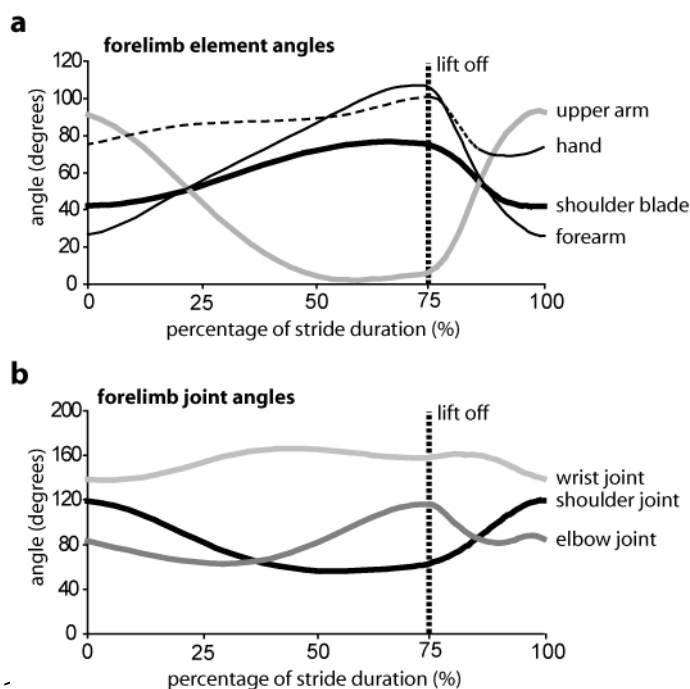 a
forelimb element angles
120
100
80
60
40
20
0
angle (degrees)
lift off
upper arm
hand
shoulder blade
forearm
0 25 50 75 100
percentage of stride duration (%)
b
forelimb joint angles
200
160
120
80
40
0
angle (degrees)
lift off
wrist joint
shoulder joint
elbow joint
0 25 50 75 100
percentage of stride duration (%)